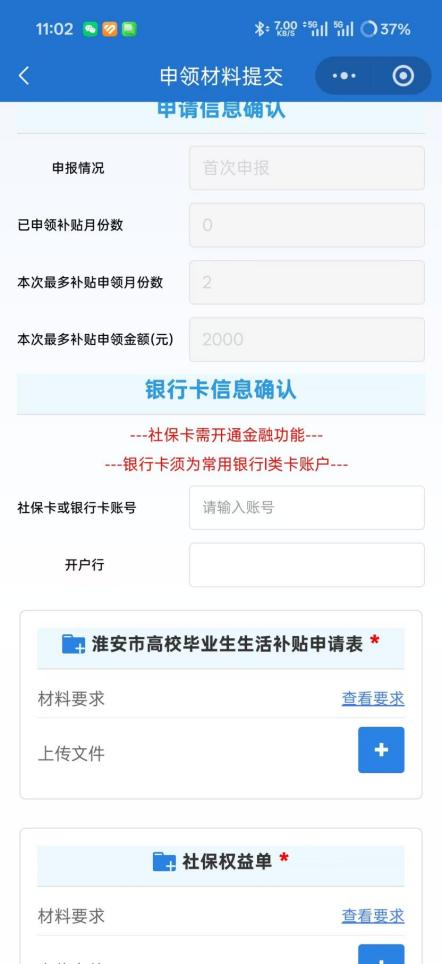 11:02
7.00 KB/S 5G 5G 37%
申领材料提交
申请信息确认
申报情况 首次申报
已申领补贴月份数 0
本次最多补贴申领月份数 2
本次最多补贴申领金额(元) 2000
银行卡信息确认
---社保卡需开通金融功能---
---银行卡须为常用银行I类卡账户---
社保卡或银行卡账号 请输入账号
开户行
淮安市高校毕业生生活补贴申请表 *
材料要求 查看要求
上传文件 +
社保权益单 *
材料要求 查看要求